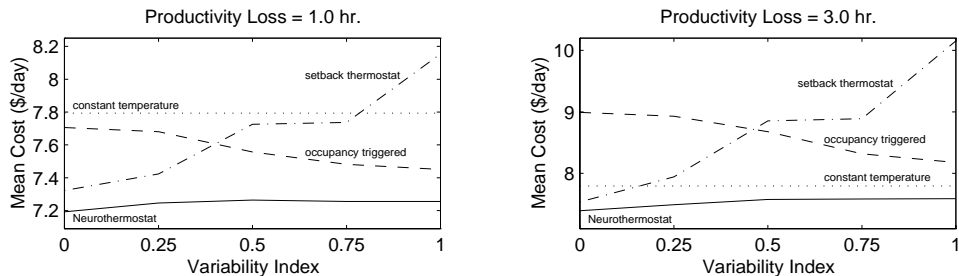 Productivity Loss = 1.0 hr.
8.2
8
7.8
7.6
7.4
7.2
Mean Cost ($/day)
setback thermostat
constant temperature
occupancy triggered
Neurothermostat
0 0.25 0.5 0.75 1
Variability Index
Productivity Loss = 3.0 hr.
10
9
8
Mean Cost ($/day)
setback thermostat
occupancy triggered
constant temperature
Neurothermostat
0 0.25 0.5 0.75 1
Variability Index